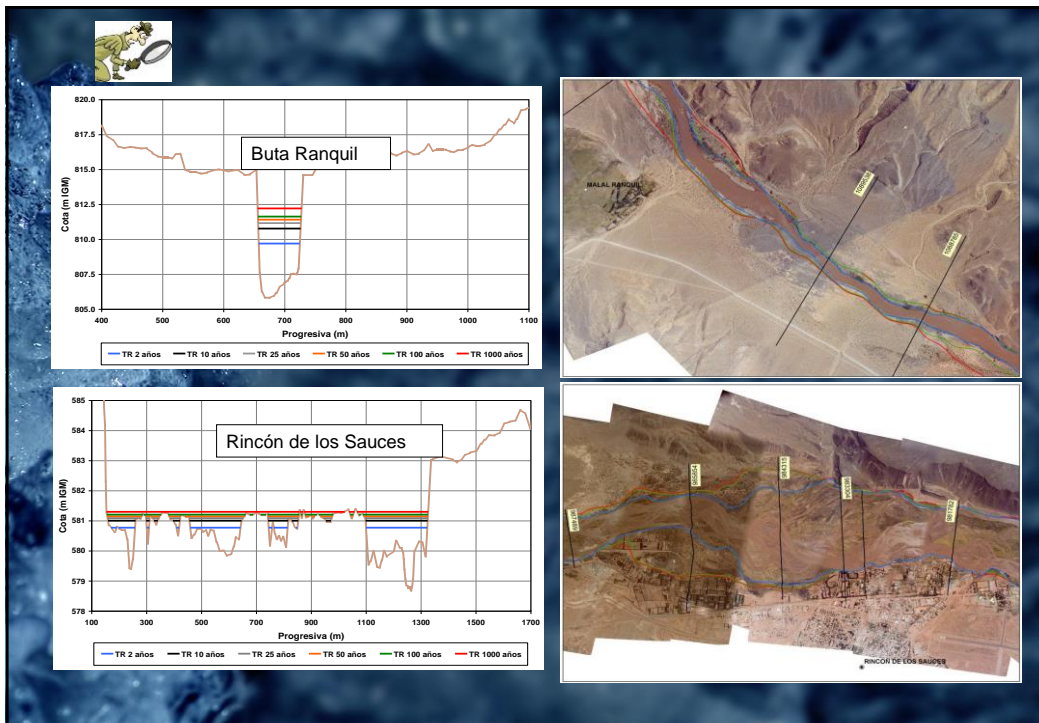 Buta Ranquil
820.0
817.5
815.0
812.5
810.0
807.5
805.0
Cota (m IGM)
400 500 600 700 800 900 1000 1100
Progresiva (m)
TR 2 años TR 10 años TR 25 años TR 50 años TR 100 años TR 1000 años
MALAL RANQUIL
Rincón de los Sauces
585
584
583
582
581
580
579
578
Cota (m IGM)
100 300 500 700 900 1100 1300 1500 1700
Progresiva (m)
TR 2 años TR 10 años TR 25 años TR 50 años TR 100 años TR 1000 años
985654
984315
RINCÓN DE LOS SAUCES